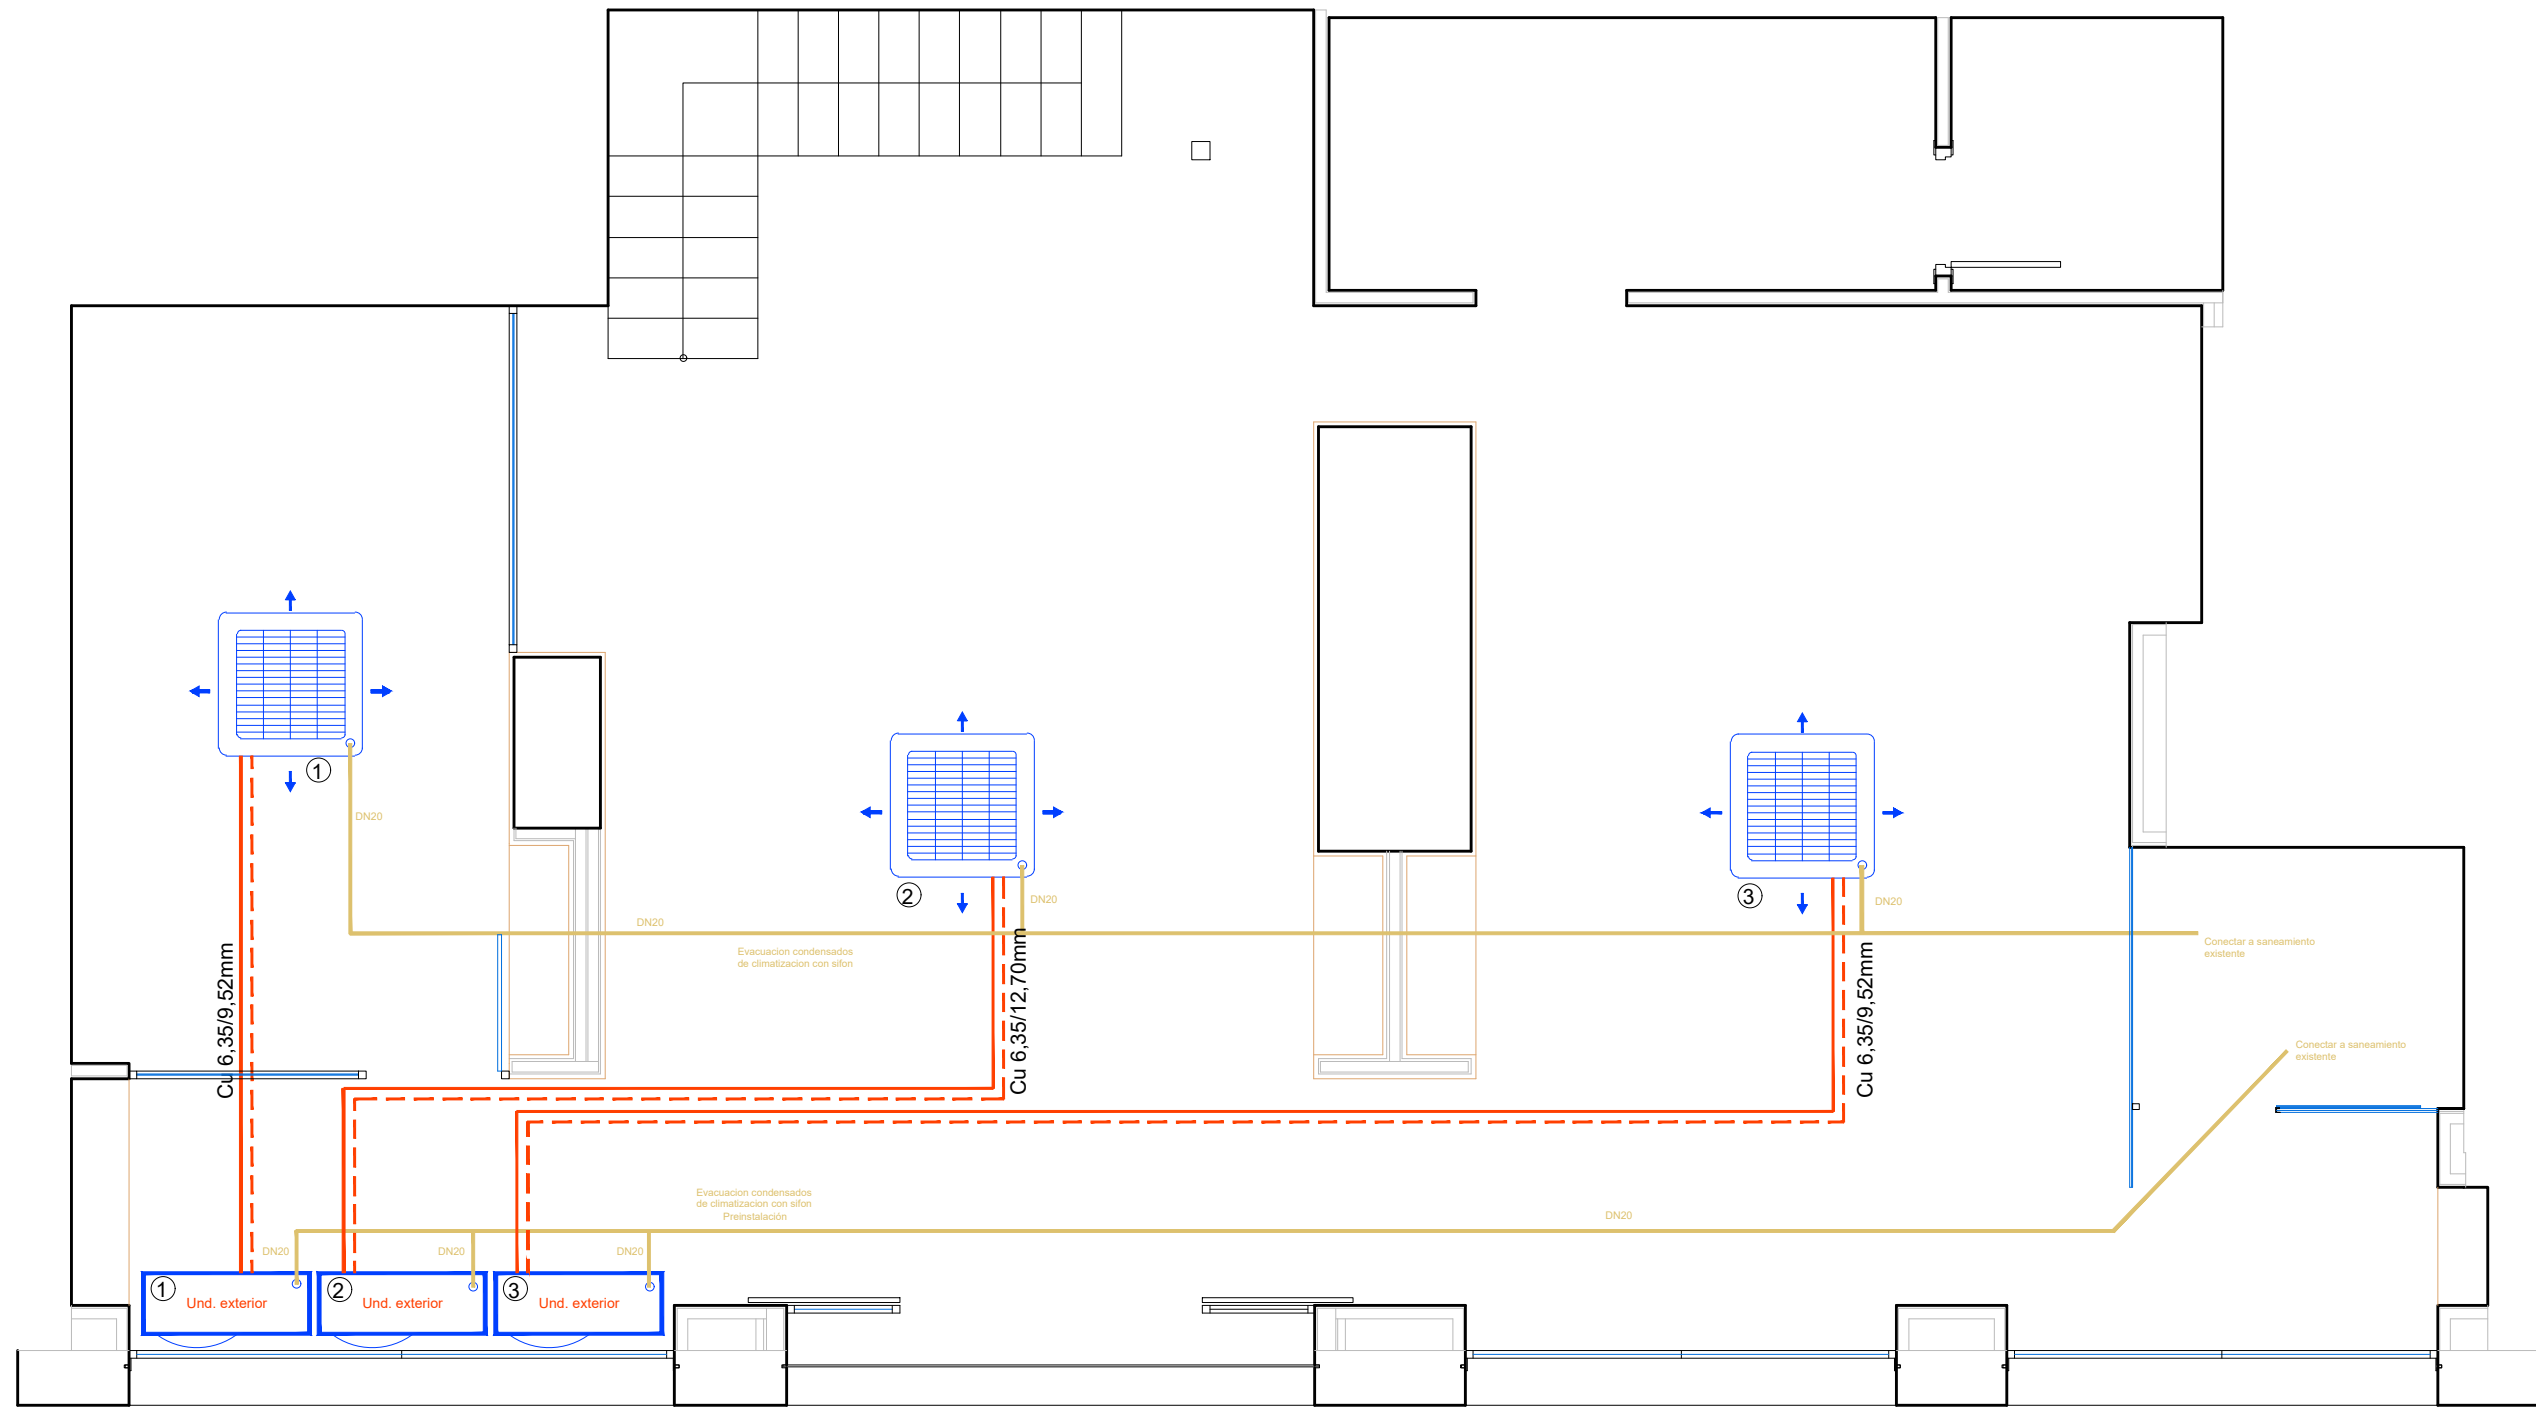 1
DN20
2
3
DN20
DN20
DN20
Evacuacion condensados
de climatizacion con sifon
Conectar a saneamiento
existente
Cu 6,35/9,52mm
Cu 6,35/12,70mm
Cu 6,35/9,52mm
Conectar a saneamiento
existente
Evacuacion condensados
de climatizacion con sifon
Preinstalación
DN20
DN20
DN20
DN20
1
Und. exterior
2
Und. exterior
3
Und. exterior